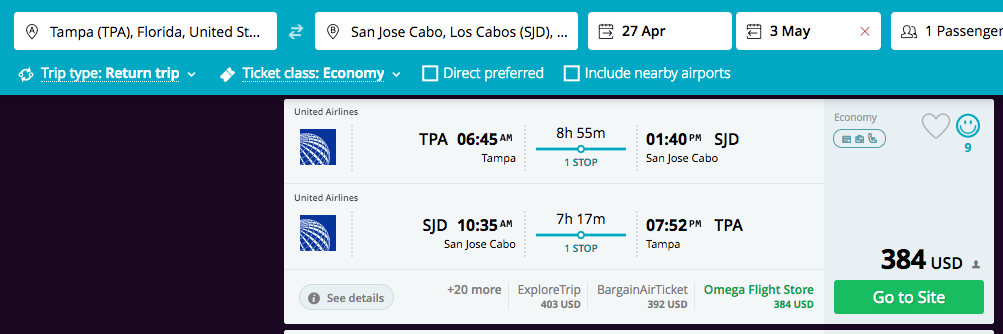 A Tampa (TPA), Florida, United St...
B San Jose Cabo, Los Cabos (SJD), ...
27 Apr
3 May
1 Passenger
Trip type: Return trip
Ticket class: Economy
Direct preferred
Include nearby airports
United Airlines
TPA 06:45 AM
Tampa
8h 55m
1 STOP
01:40 PM SJD
San Jose Cabo
Economy
9
United Airlines
SJD 10:35 AM
San Jose Cabo
7h 17m
1 STOP
07:52 PM TPA
Tampa
384 USD
See details
+20 more
ExploreTrip
403 USD
BargainAirTicket
392 USD
Omega Flight Store
384 USD
Go to Site